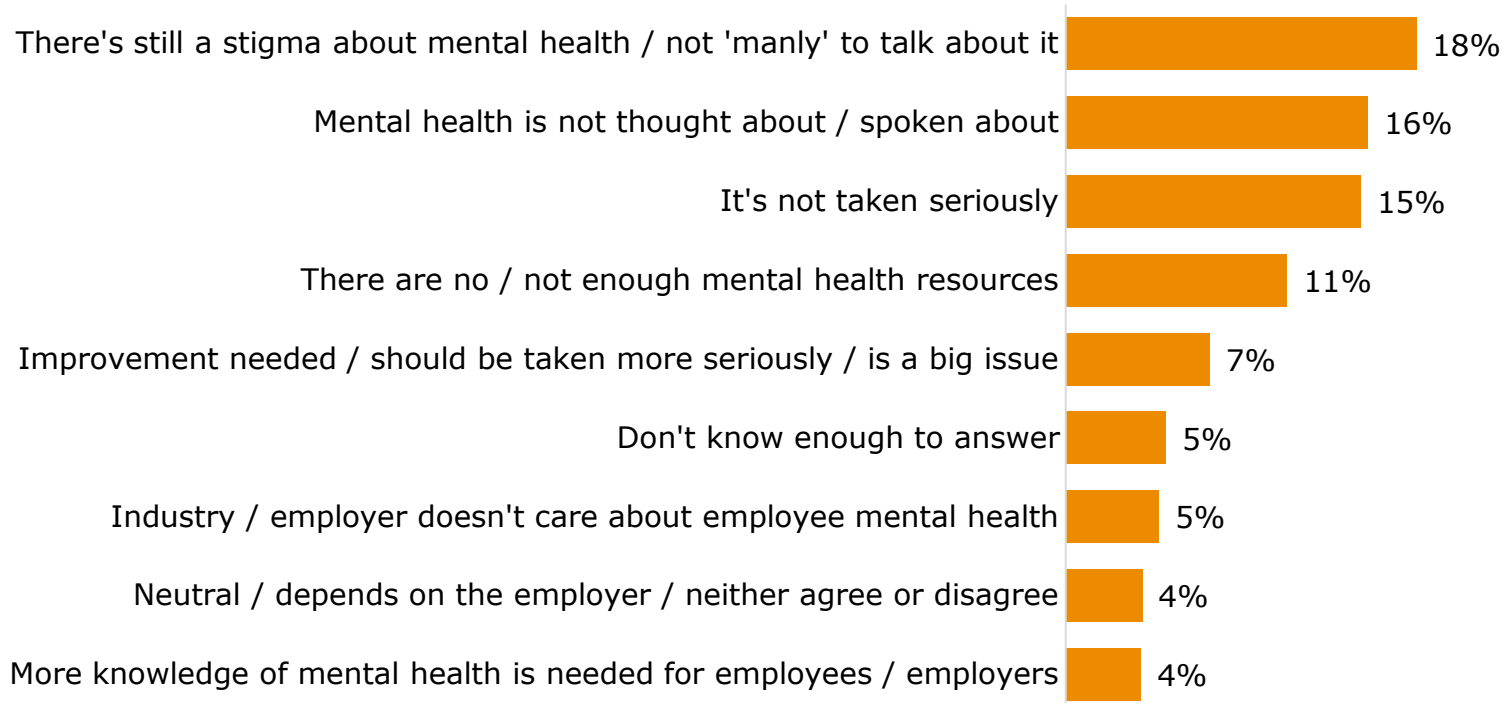 There's still a stigma about mental health / not 'manly' to talk about it 18%
Mental health is not thought about / spoken about 16%
It's not taken seriously 15%
There are no / not enough mental health resources 11%
Improvement needed / should be taken more seriously / is a big issue 7%
Don't know enough to answer 5%
Industry / employer doesn't care about employee mental health 5%
Neutral / depends on the employer / neither agree or disagree 4%
More knowledge of mental health is needed for employees / employers 4%